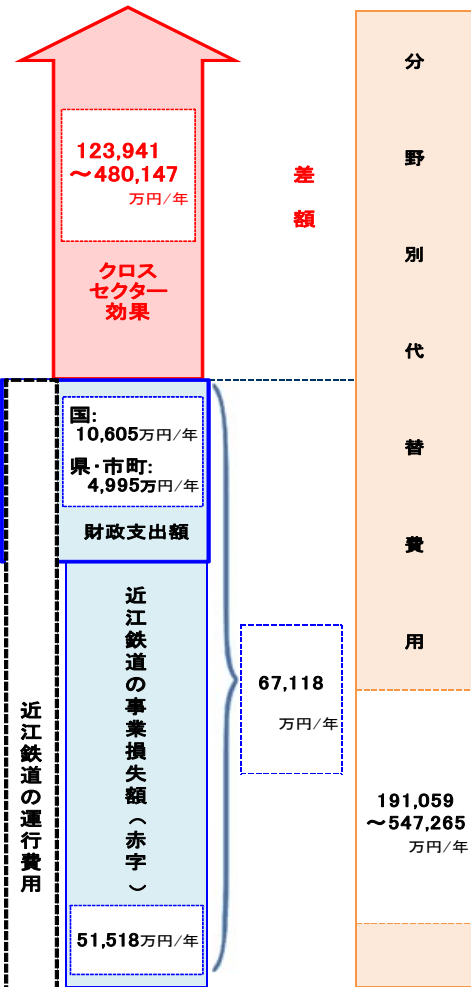 123,941
～480,147
万円/年
クロス
セクター
効果
差額
分野別代替費用
国:
10,605万円/年
県・市町:
4,995万円/年
財政支出額
近江鉄道の事業損失額（赤字）
51,518万円/年
近江鉄道の運行費用
67,118
万円/年
191,059
～547,265
万円/年